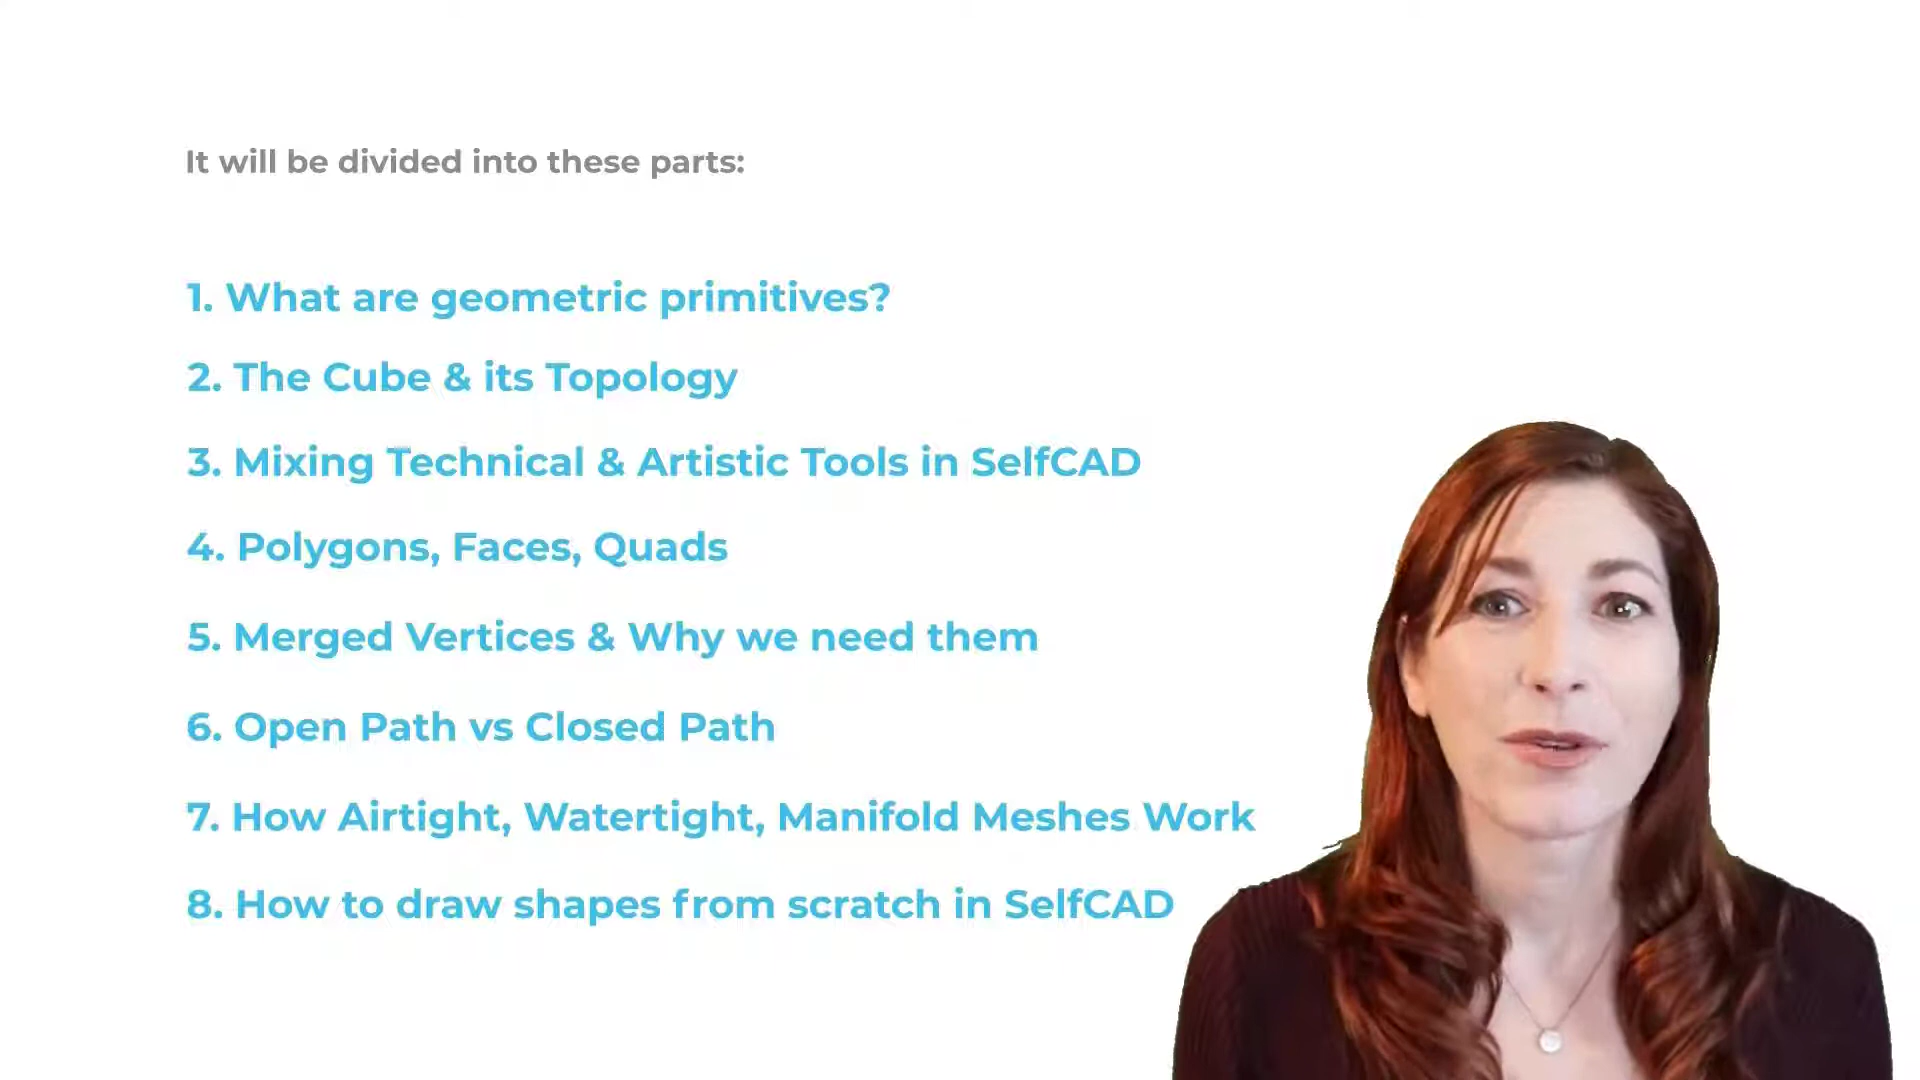 It will be divided into these parts:
1. What are geometric primitives?
2. The Cube & its Topology
3. Mixing Technical & Artistic Tools in SelfCAD
4. Polygons, Faces, Quads
5. Merged Vertices & Why we need them
6. Open Path vs Closed Path
7. How Airtight, Watertight, Manifold Meshes Work
8. How to draw shapes from scratch in SelfCAD